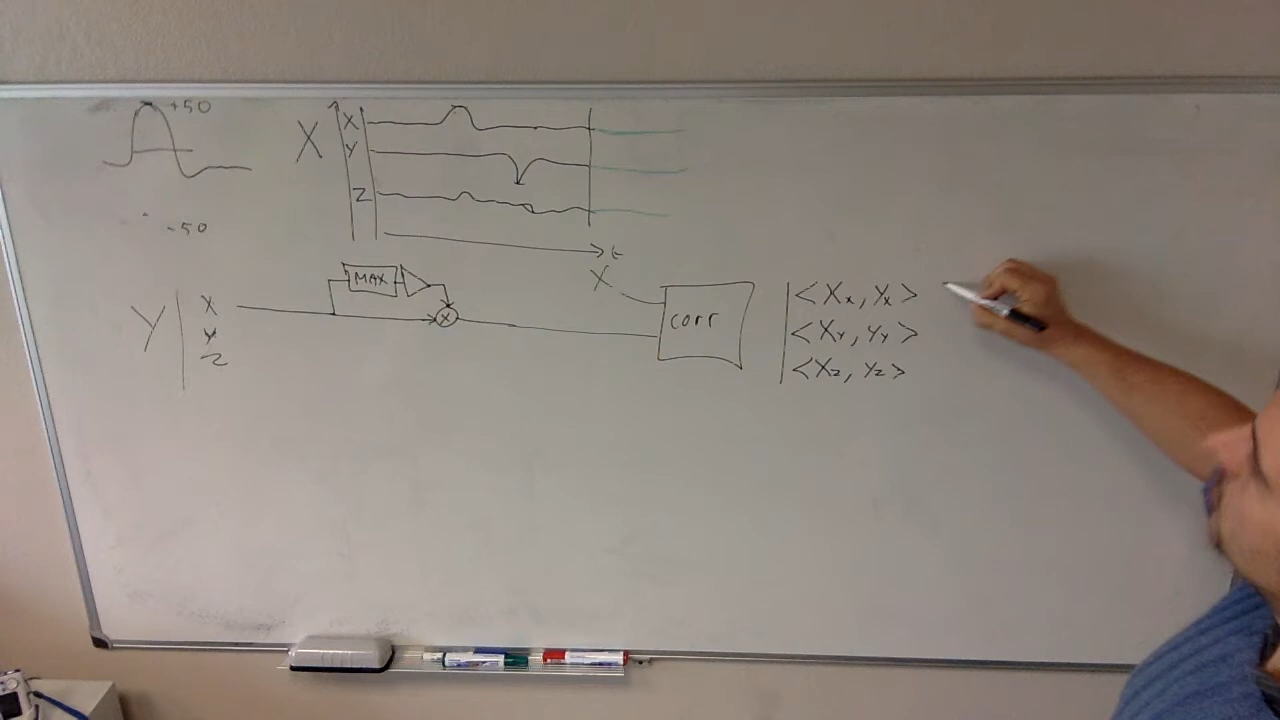 +50
-50
X
X
Y
Z
t
X
MAX
X
corr
Y
X
Y
Z
<Xx, Yx>
<XY, YY>
<Xz, Yz>